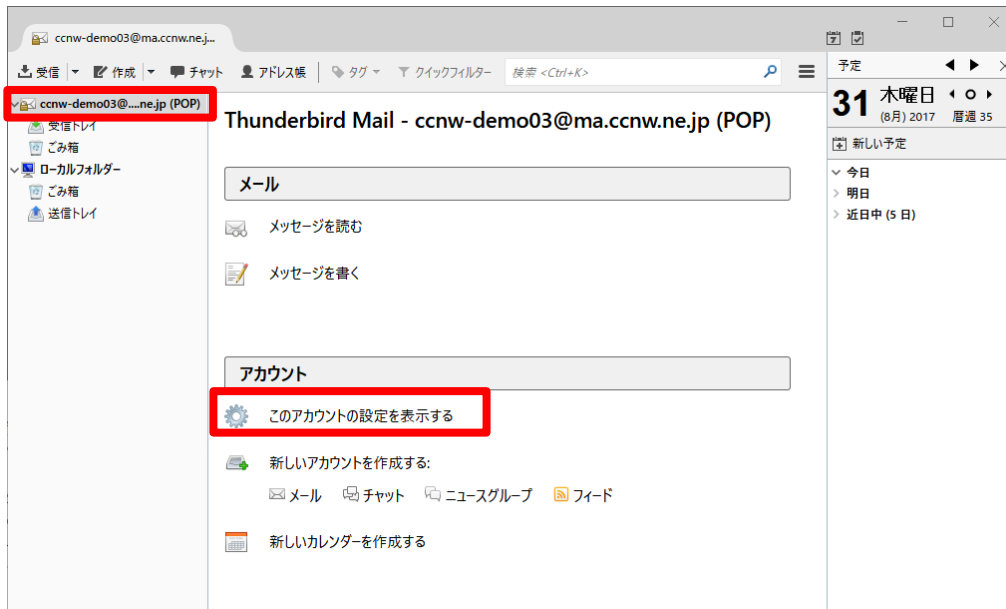 ccnw-demo03@ma.ccnw.ne.j...
受信 作成 チャット アドレス帳 タグ クイックフィルター 検索 <Ctrl+K>
ccnw-demo03@....ne.jp (POP)
受信トレイ
ごみ箱
ローカルフォルダー
ごみ箱
送信トレイ
Thunderbird Mail - ccnw-demo03@ma.ccnw.ne.jp (POP)
メール
メッセージを読む
メッセージを書く
アカウント
このアカウントの設定を表示する
新しいアカウントを作成する:
メール チャット ニュースグループ フィード
新しいカレンダーを作成する
予定
31 木曜日
(8月) 2017 暦週 35
新しい予定
今日
明日
近日中 (5 日)